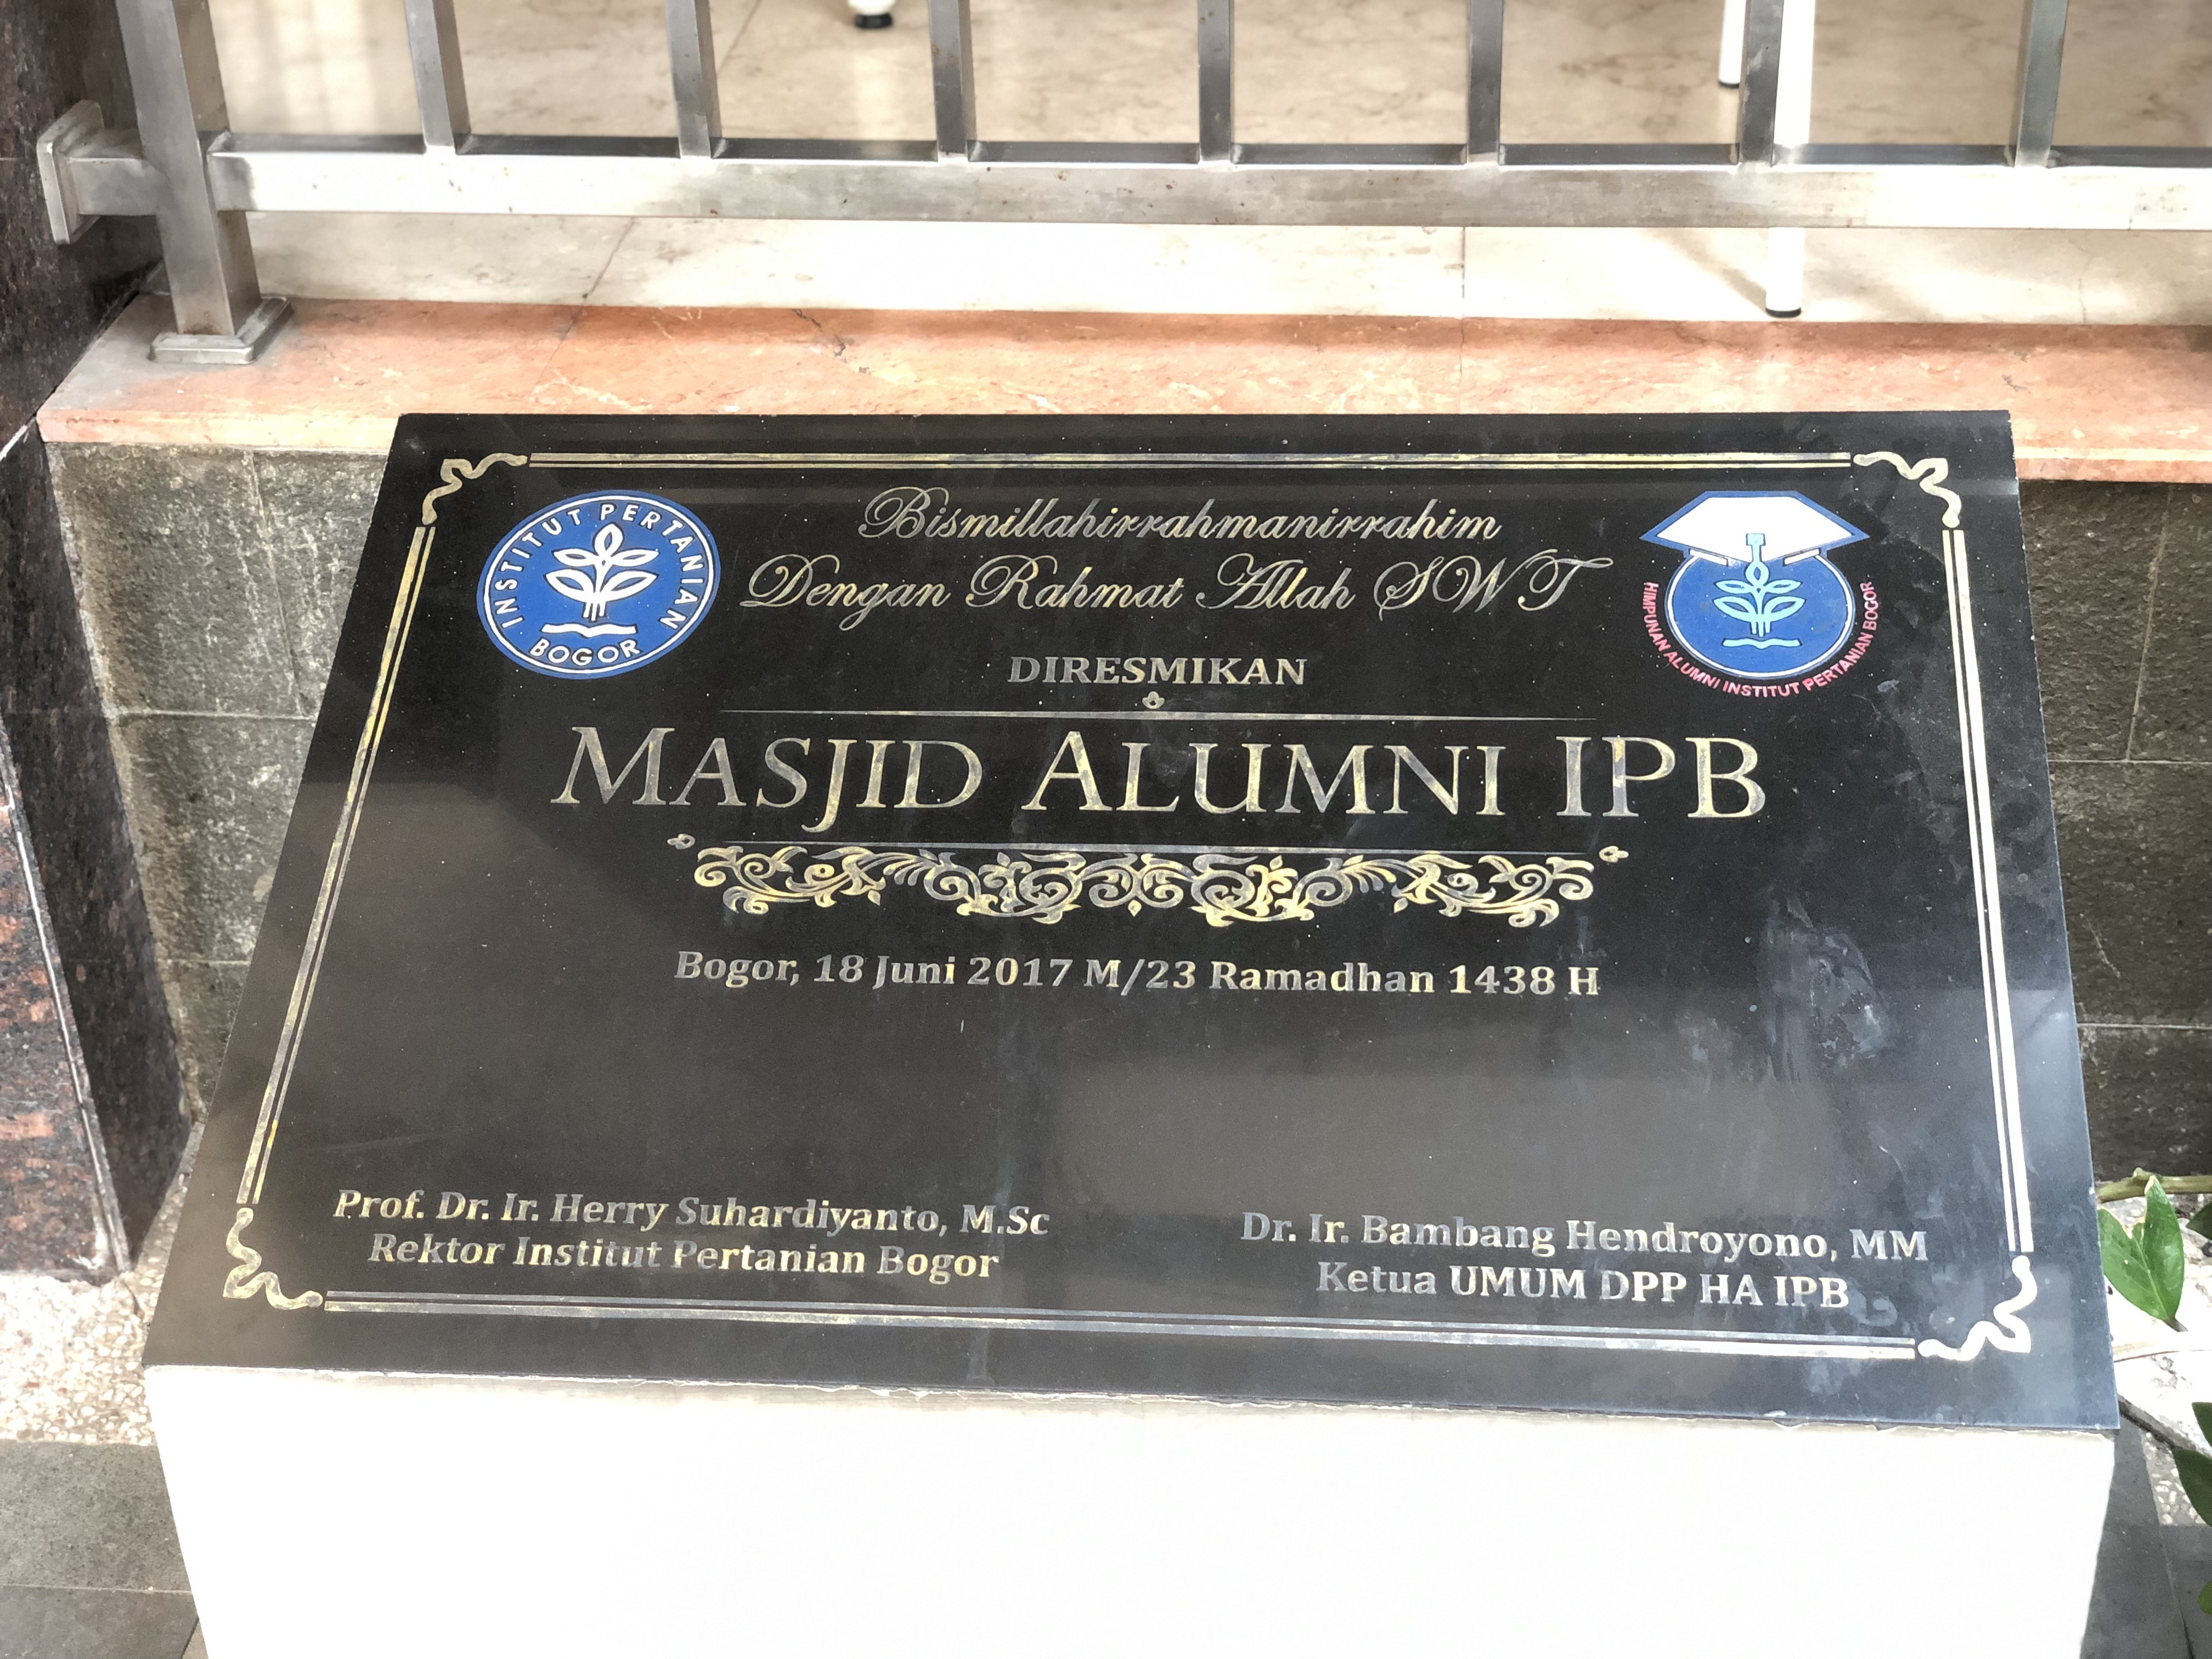 INSTITUT PERTANIAN
BOGOR
Bismillahirrahmanirrahim
Dengan Rahmat Allah SWT
HIMPUNAN ALUMNI INSTITUT PERTANIAN BOGOR
DIRESMIKAN
MASJID ALUMNI IPB
Bogor, 18 Juni 2017 M/23 Ramadhan 1438 H
Prof. Dr. Ir. Herry Suhardiyanto, M.Sc
Rektor Institut Pertanian Bogor
Dr. Ir. Bambang Hendroyono, MM
Ketua UMUM DPP HA IPB